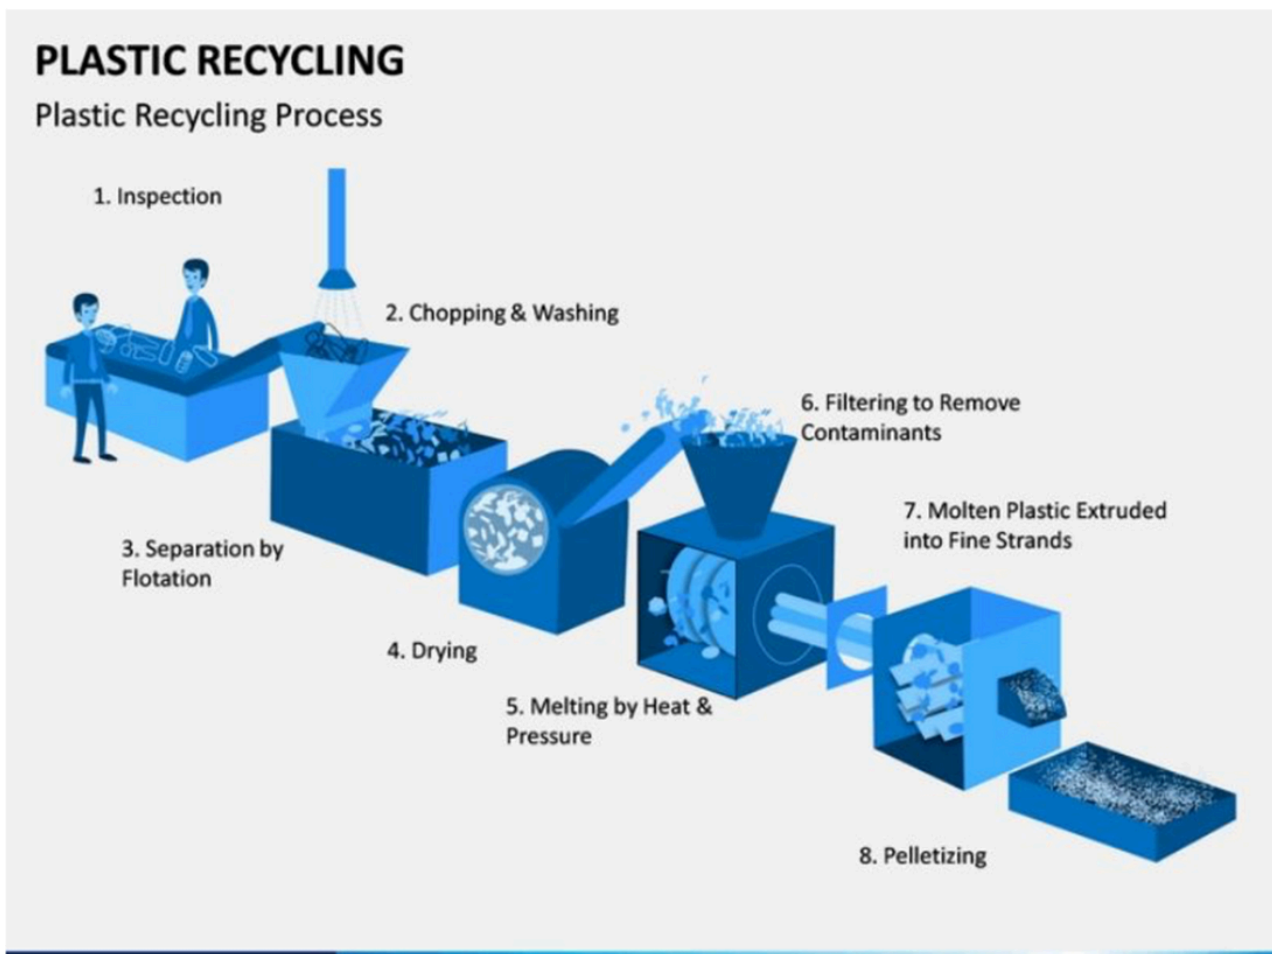 PLASTIC RECYCLING
Plastic Recycling Process
1. Inspection
2. Chopping & Washing
3. Separation by
Flotation
4. Drying
5. Melting by Heat &
Pressure
6. Filtering to Remove
Contaminants
7. Molten Plastic Extruded
into Fine Strands
8. Pelletizing